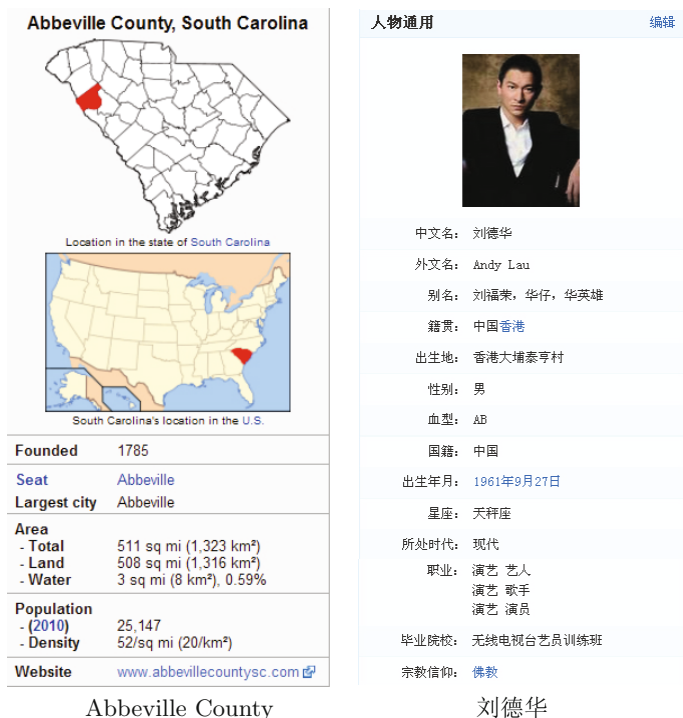 Abbeville County, South Carolina
Location in the state of South Carolina
South Carolina's location in the U.S.
Founded 1785
Seat Abbeville
Largest city Abbeville
Area
- Total 511 sq mi (1,323 km²)
- Land 508 sq mi (1,316 km²)
- Water 3 sq mi (8 km²), 0.59%
Population
- (2010) 25,147
- Density 52/sq mi (20/km²)
Website www.abbevillecountysc.com
Abbeville County
人物通用 编辑
中文名: 刘德华
外文名: Andy Lau
别名: 刘福荣, 华仔, 华英雄
籍贯: 中国香港
出生地: 香港大埔泰亨村
性别: 男
血型: AB
国籍: 中国
出生年月: 1961年9月27日
星座: 天秤座
所处时代: 现代
职业: 演艺 艺人
演艺 歌手
演艺 演员
毕业院校: 无线电视台艺员训练班
宗教信仰: 佛教
刘德华